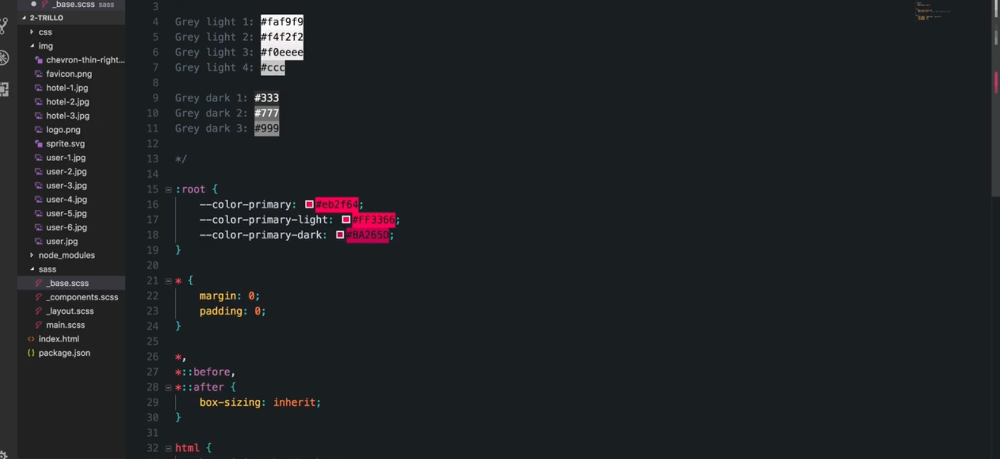 _base.scss sass
2-TRILLO
css
img
chevron-thin-right...
favicon.png
hotel-1.jpg
hotel-2.jpg
hotel-3.jpg
logo.png
sprite.svg
user-1.jpg
user-2.jpg
user-3.jpg
user-4.jpg
user-5.jpg
user-6.jpg
user.jpg
node_modules
sass
_base.scss
_components.scss
_layout.scss
main.scss
index.html
{} package.json
3
4 Grey light 1: #faf9f9
5 Grey light 2: #f4f2f2
6 Grey light 3: #f0eeee
7 Grey light 4: #ccc
8
9 Grey dark 1: #333
10 Grey dark 2: #777
11 Grey dark 3: #999
12
13 */
14
15 :root {
16 --color-primary: #eb2f64;
17 --color-primary-light: #FF3366;
18 --color-primary-dark: #BA265D;
19 }
20
21 * {
22 margin: 0;
23 padding: 0;
24 }
25
26 *,
27 *::before,
28 *::after {
29 box-sizing: inherit;
30 }
31
32 html {